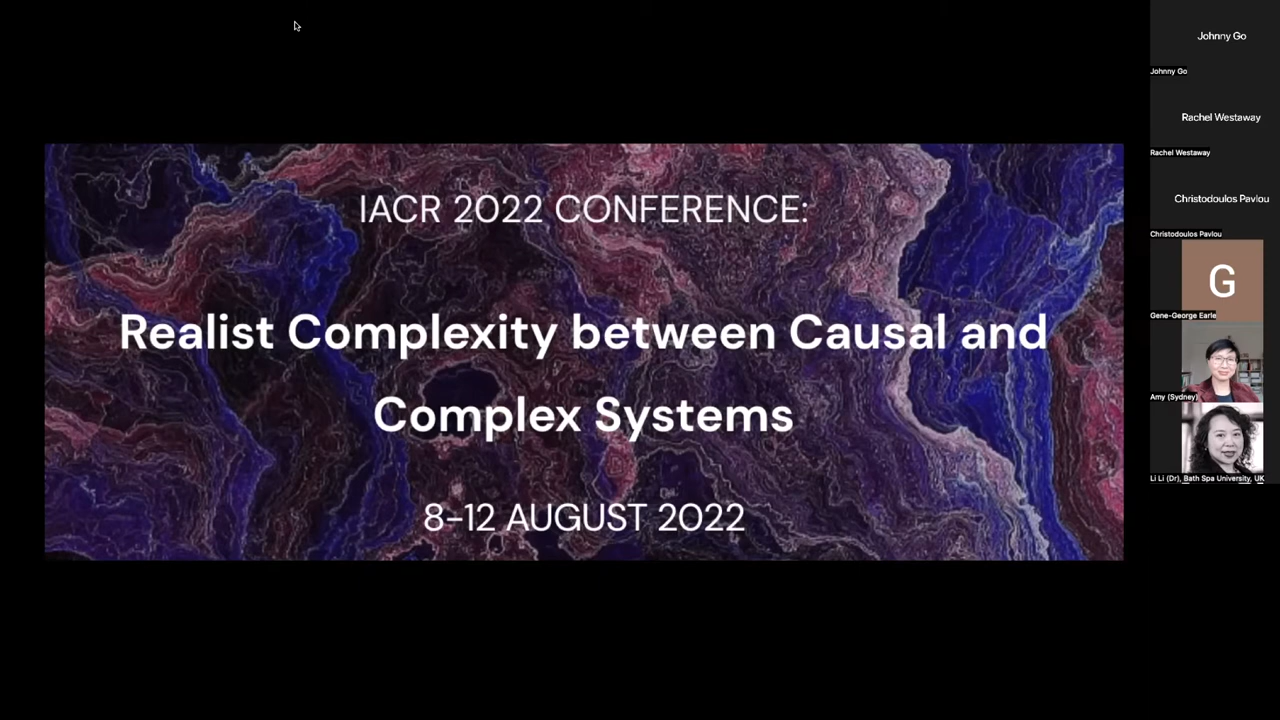 IACR 2022 CONFERENCE:
Realist Complexity between Causal and
Complex Systems
8-12 AUGUST 2022
Johnny Go
Johnny Go
Rachel Westaway
Rachel Westaway
Christodoulos Pavlou
Christodoulos Pavlou
G
Gene-George Earle
Amy (Sydney)
Li Li (Dr), Bath Spa University, UK